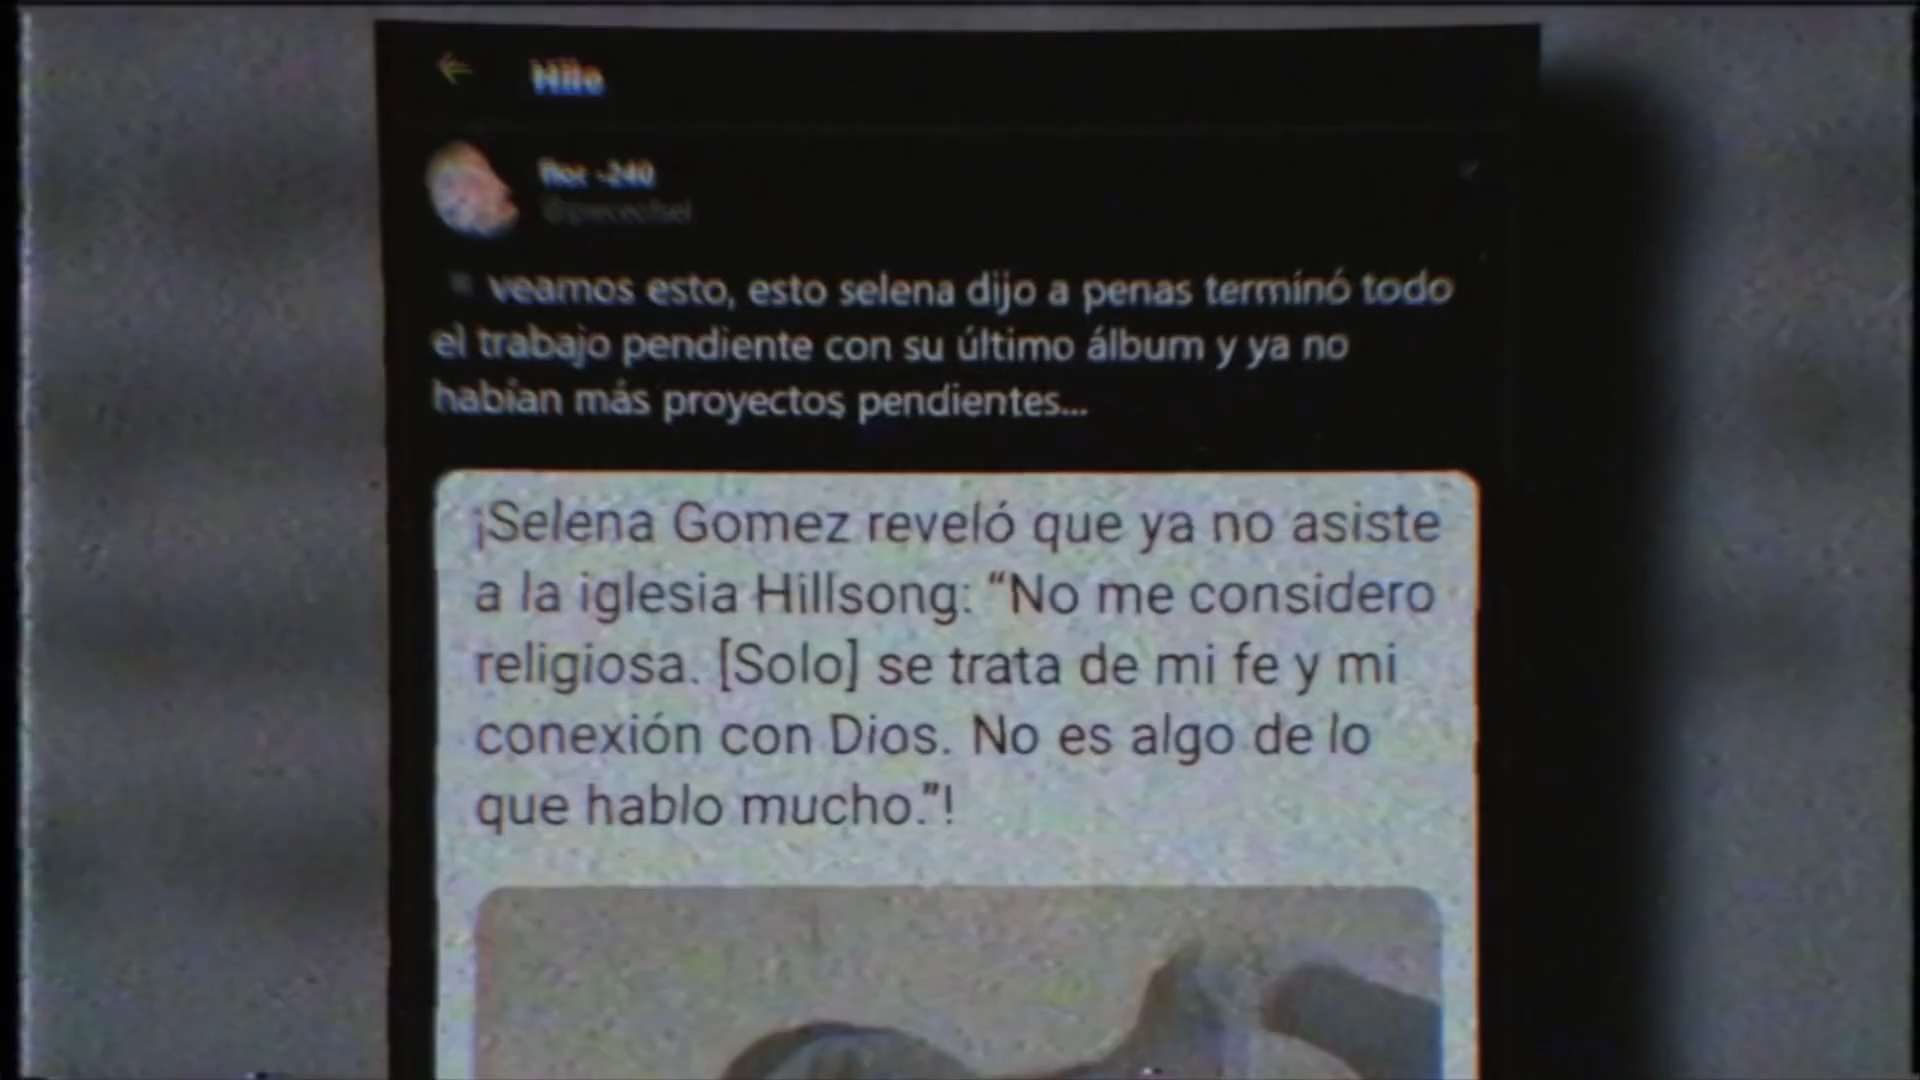 Hilo
veamos esto, esto selena dijo a penas terminó todo
el trabajo pendiente con su último álbum y ya no
habían más proyectos pendientes...
¡Selena Gomez reveló que ya no asiste
a la iglesia Hillsong: “No me considero
religiosa. [Solo] se trata de mi fe y mi
conexión con Dios. No es algo de lo
que hablo mucho.”!